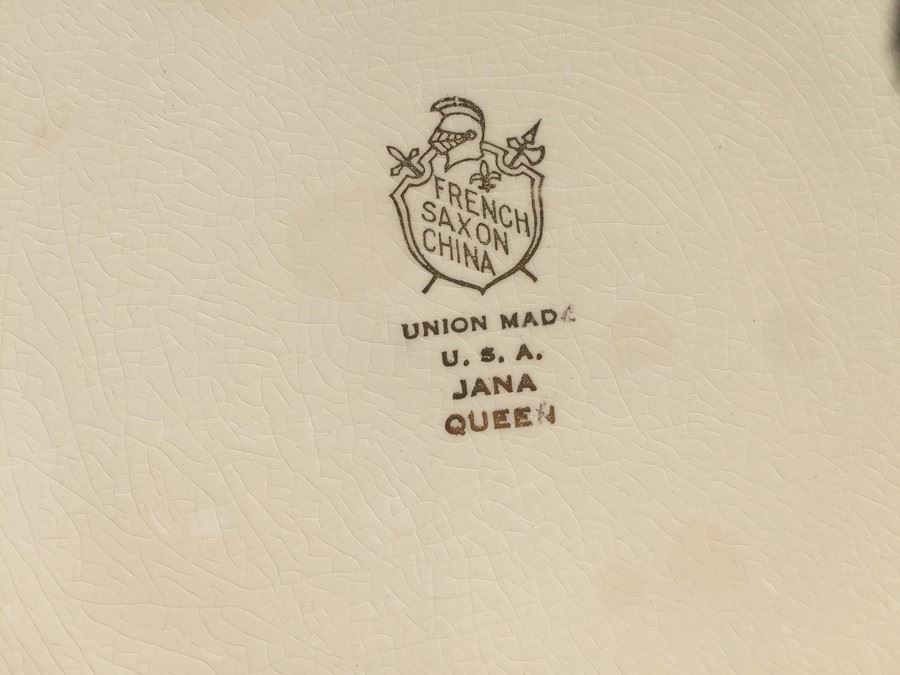 FRENCH
SAXON
CHINA
UNION MADE
U. S. A.
JANA
QUEEN